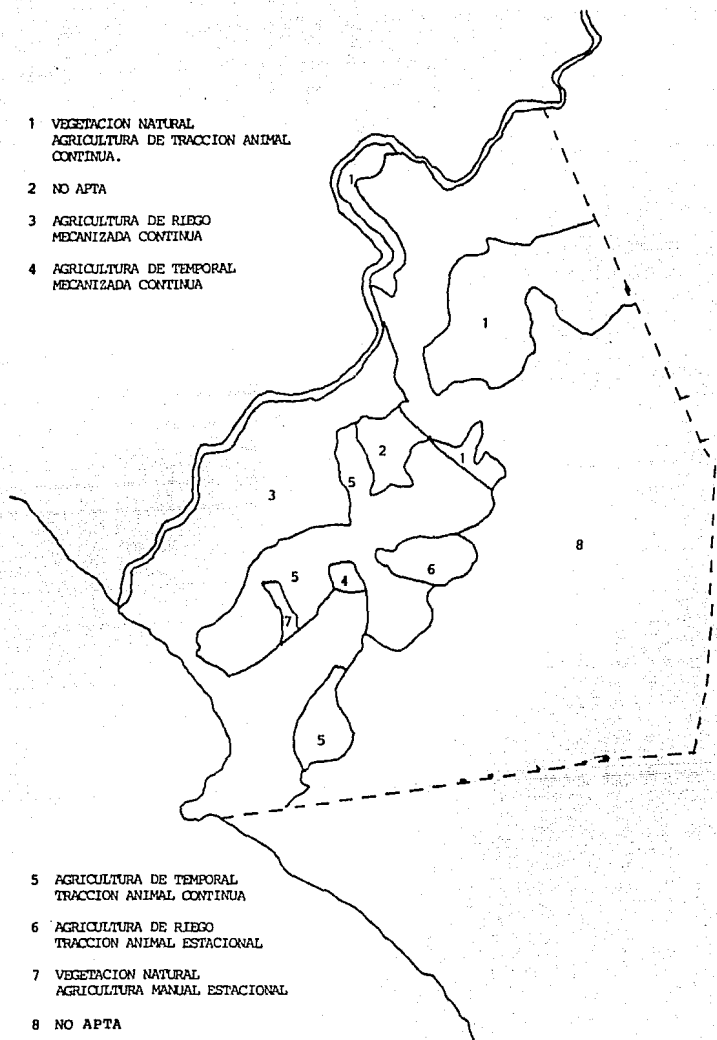 1 VEGETACION NATURAL
AGRICULTURA DE TRACCION ANIMAL
CONTINUA.
2 NO APTA
3 AGRICULTURA DE RIEGO
MECANIZADA CONTINUA
4 AGRICULTURA DE TEMPORAL
MECANIZADA CONTINUA
1
1
2
1
5
3
8
6
5
4
7
5
5 AGRICULTURA DE TEMPORAL
TRACCION ANIMAL CONTINUA
6 AGRICULTURA DE RIEGO
TRACCION ANIMAL ESTACIONAL
7 VEGETACION NATURAL
AGRICULTURA MANUAL ESTACIONAL
8 NO APTA